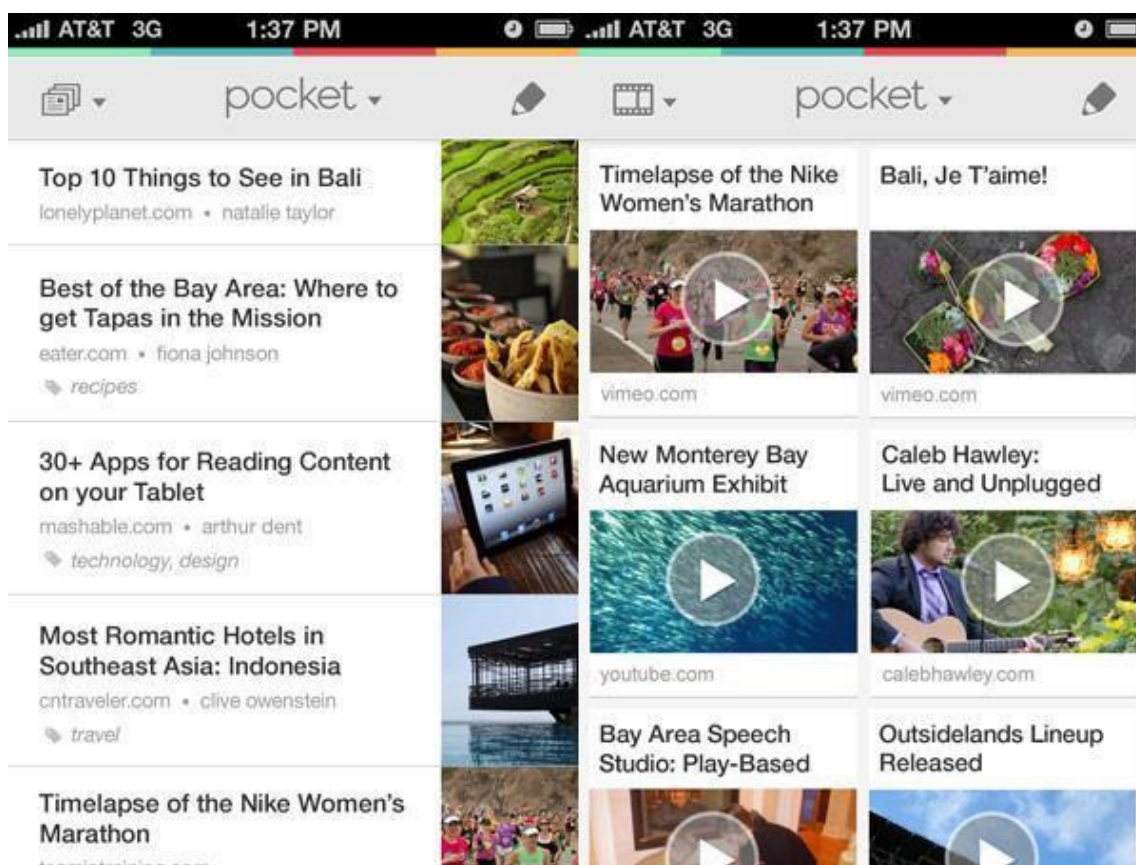 AT&T 3G 1:37 PM
pocket
Top 10 Things to See in Bali
lonelyplanet.com • natalie taylor
Best of the Bay Area: Where to
get Tapas in the Mission
eater.com • fiona johnson
recipes
30+ Apps for Reading Content
on your Tablet
mashable.com • arthur dent
technology, design
Most Romantic Hotels in
Southeast Asia: Indonesia
cntraveler.com • clive owenstein
travel
Timelapse of the Nike Women's
Marathon
AT&T 3G 1:37 PM
pocket
Timelapse of the Nike
Women's Marathon
vimeo.com
Bali, Je T'aime!
vimeo.com
New Monterey Bay
Aquarium Exhibit
youtube.com
Caleb Hawley:
Live and Unplugged
calebhawley.com
Bay Area Speech
Studio: Play-Based
Outsidelands Lineup
Released